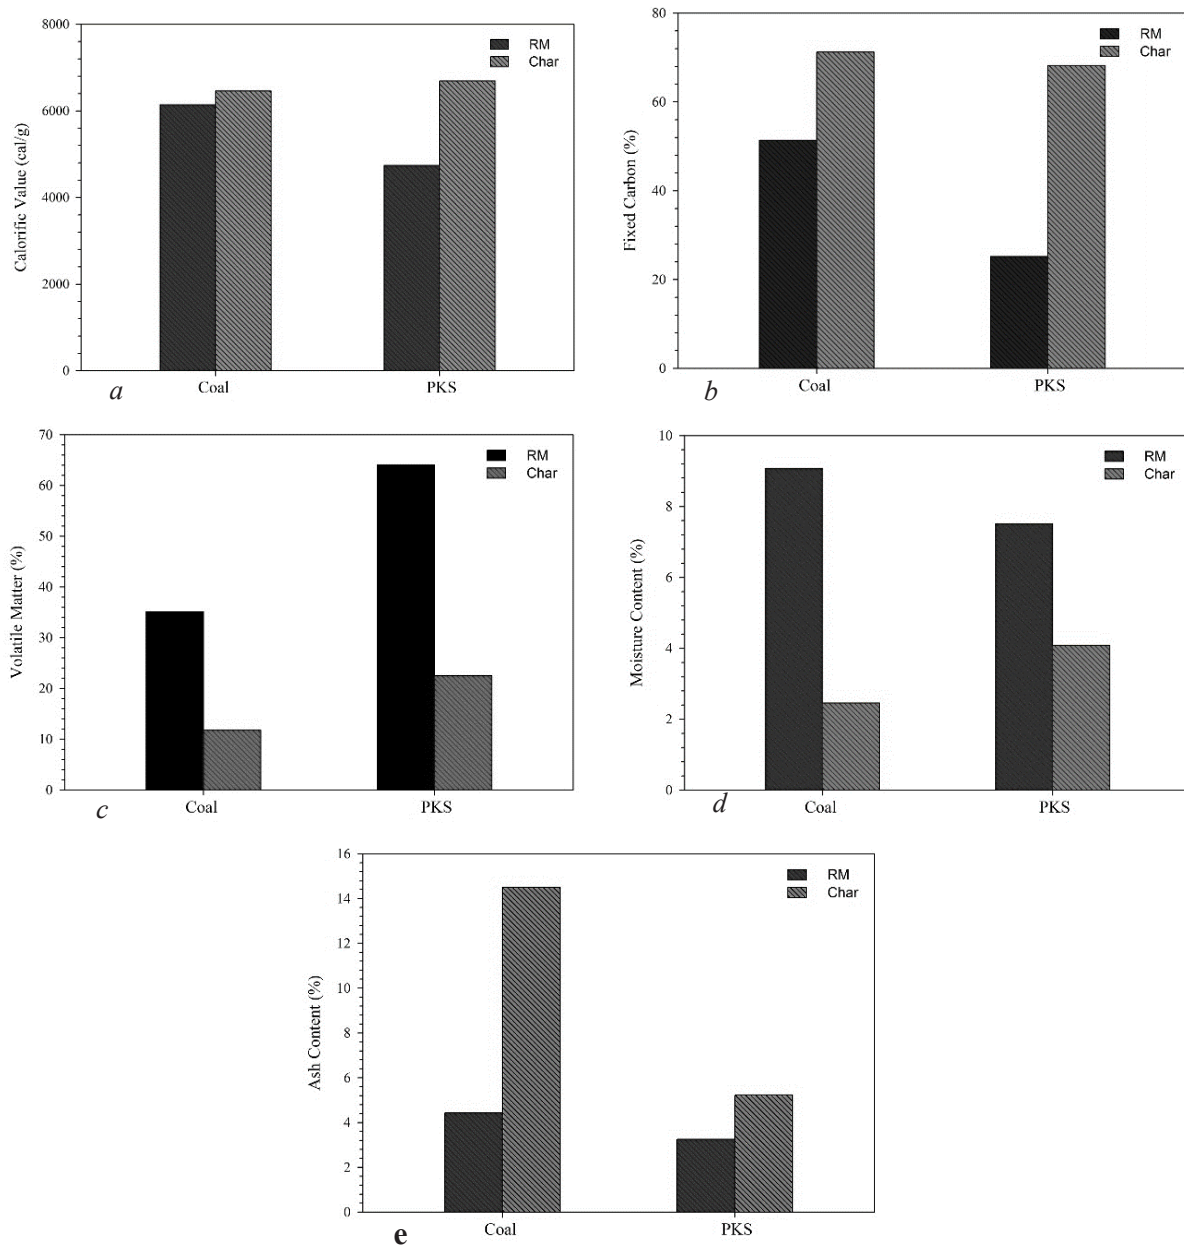 8000
6000
4000
2000
0
Calorific Value (cal/g)
RM
Char
Coal
PKS
a
80
60
40
20
0
Fixed Carbon (%)
RM
Char
Coal
PKS
b
70
60
50
40
30
20
10
0
Volatile Matter (%)
RM
Char
Coal
PKS
c
10
8
6
4
2
0
Moisture Content (%)
RM
Char
Coal
PKS
d
16
14
12
10
8
6
4
2
0
Ash Content (%)
RM
Char
Coal
PKS
e